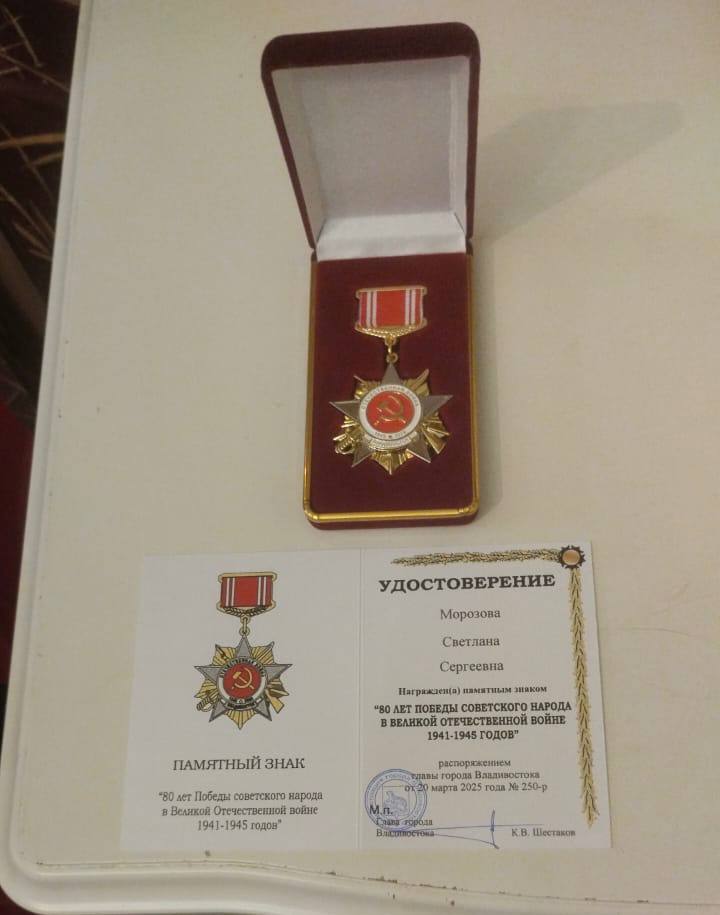 ОТЕЧЕСТВЕННАЯ ВОЙНА
ПАМЯТНЫЙ ЗНАК
“80 лет Победы советского народа
в Великой Отечественной войне
1941-1945 годов”
УДОСТОВЕРЕНИЕ
Морозова
Светлана
Сергеевна
Награжден(а) памятным знаком
“80 ЛЕТ ПОБЕДЫ СОВЕТСКОГО НАРОДА
В ВЕЛИКОЙ ОТЕЧЕСТВЕННОЙ ВОЙНЕ
1941-1945 ГОДОВ”
распоряжением
главы города Владивостока
от 20 марта 2025 года № 250-р
М.п.
Глава города
Владивостока
К.В. Шестаков